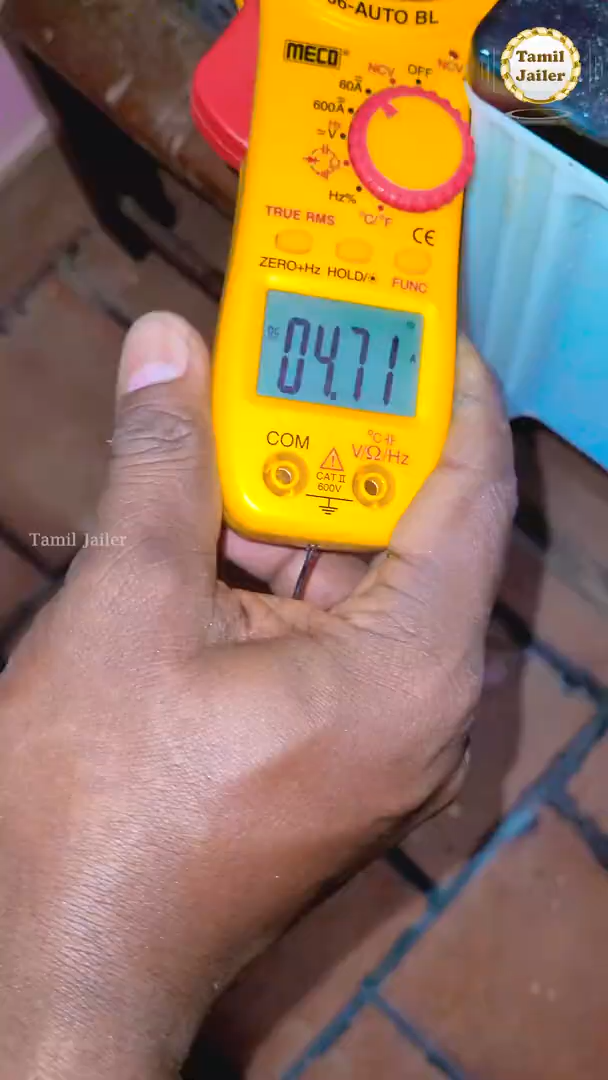 36-AUTO BL
MECO®
Tamil
Jailer
NCV
OFF
NCV
60A
600A
V
Hz%
°C/°F
TRUE RMS
CE
ZERO+Hz
HOLD/☀
FUNC
DC
04.71
A
COM
°C °F
V/Ω/Hz
CAT II
600V
Tamil Jailer